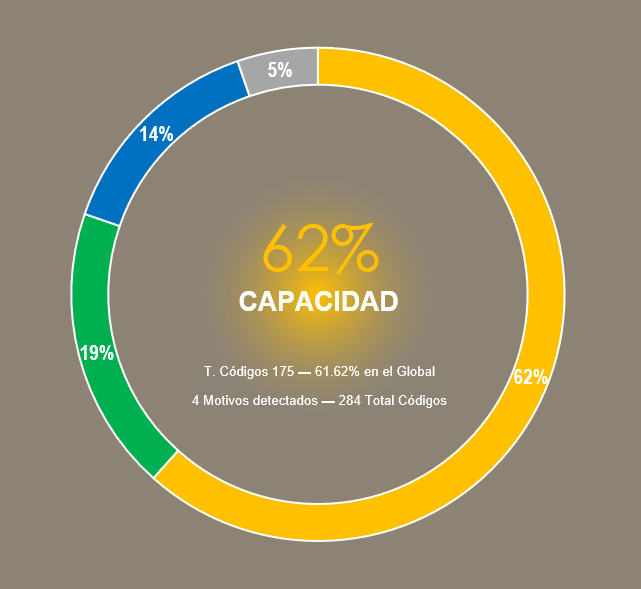 5%
14%
62%
CAPACIDAD
19%
T. Códigos 175 — 61.62% en el Global
62%
4 Motivos detectados — 284 Total Códigos